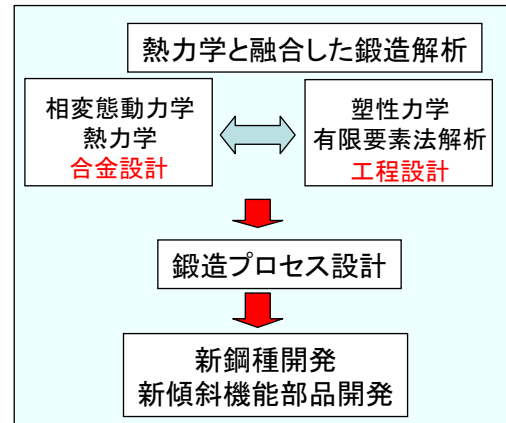 熱力学と融合した鍛造解析
相変態動力学
熱力学
合金設計
塑性力学
有限要素法解析
工程設計
鍛造プロセス設計
新鋼種開発
新傾斜機能部品開発